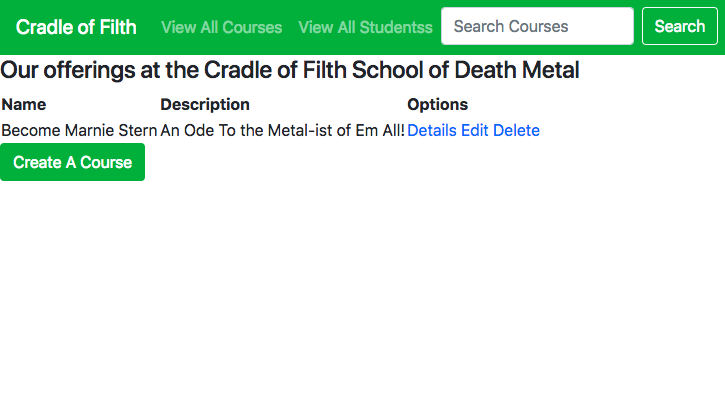 Cradle of Filth View All Courses View All Studentss Search Courses Search
Our offerings at the Cradle of Filth School of Death Metal
Name Description Options
Become Marnie Stern An Ode To the Metal-ist of Em All! Details Edit Delete
Create A Course